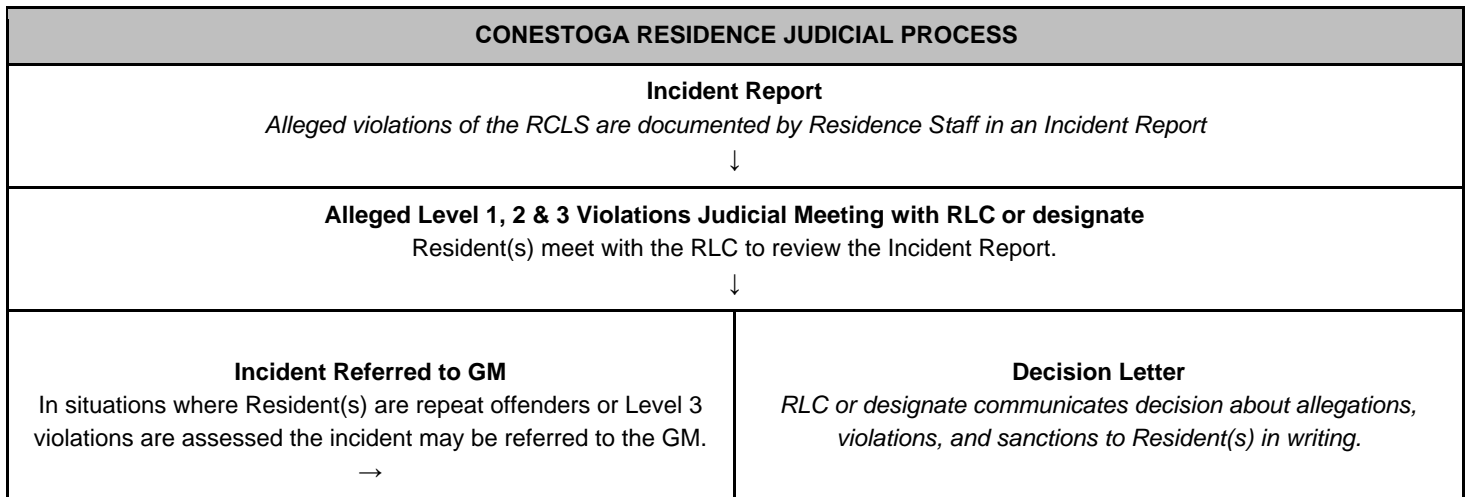 CONESTOGA RESIDENCE JUDICIAL PROCESS
Incident Report
Alleged violations of the RCLS are documented by Residence Staff in an Incident Report
↓
Alleged Level 1, 2 & 3 Violations Judicial Meeting with RLC or designate
Resident(s) meet with the RLC to review the Incident Report.
↓
Incident Referred to GM
In situations where Resident(s) are repeat offenders or Level 3
violations are assessed the incident may be referred to the GM.
→
Decision Letter
RLC or designate communicates decision about allegations,
violations, and sanctions to Resident(s) in writing.